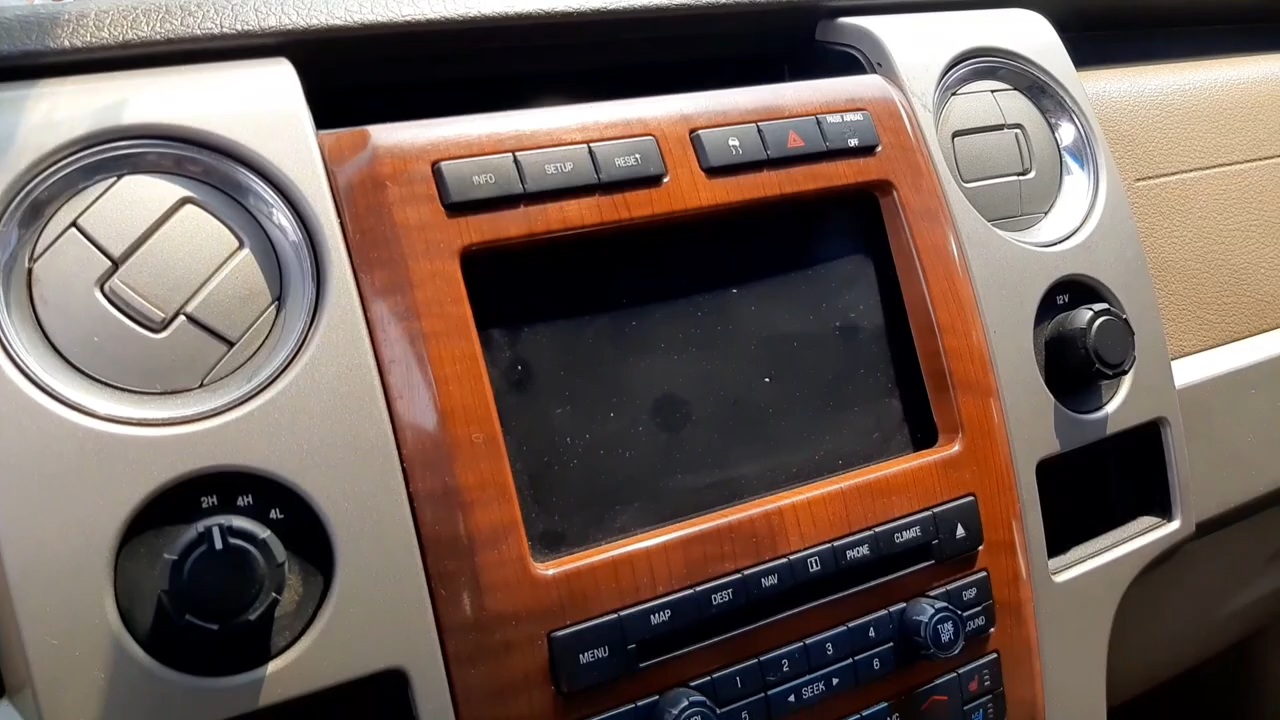 INFO
SETUP
RESET
PASS AIRBAG
OFF
12V
2H
4H
4L
MENU
MAP
DEST
NAV
i
PHONE
CLIMATE
DISP
SOUND
TUNE
RPT
1
2
3
4
SEEK
5
6